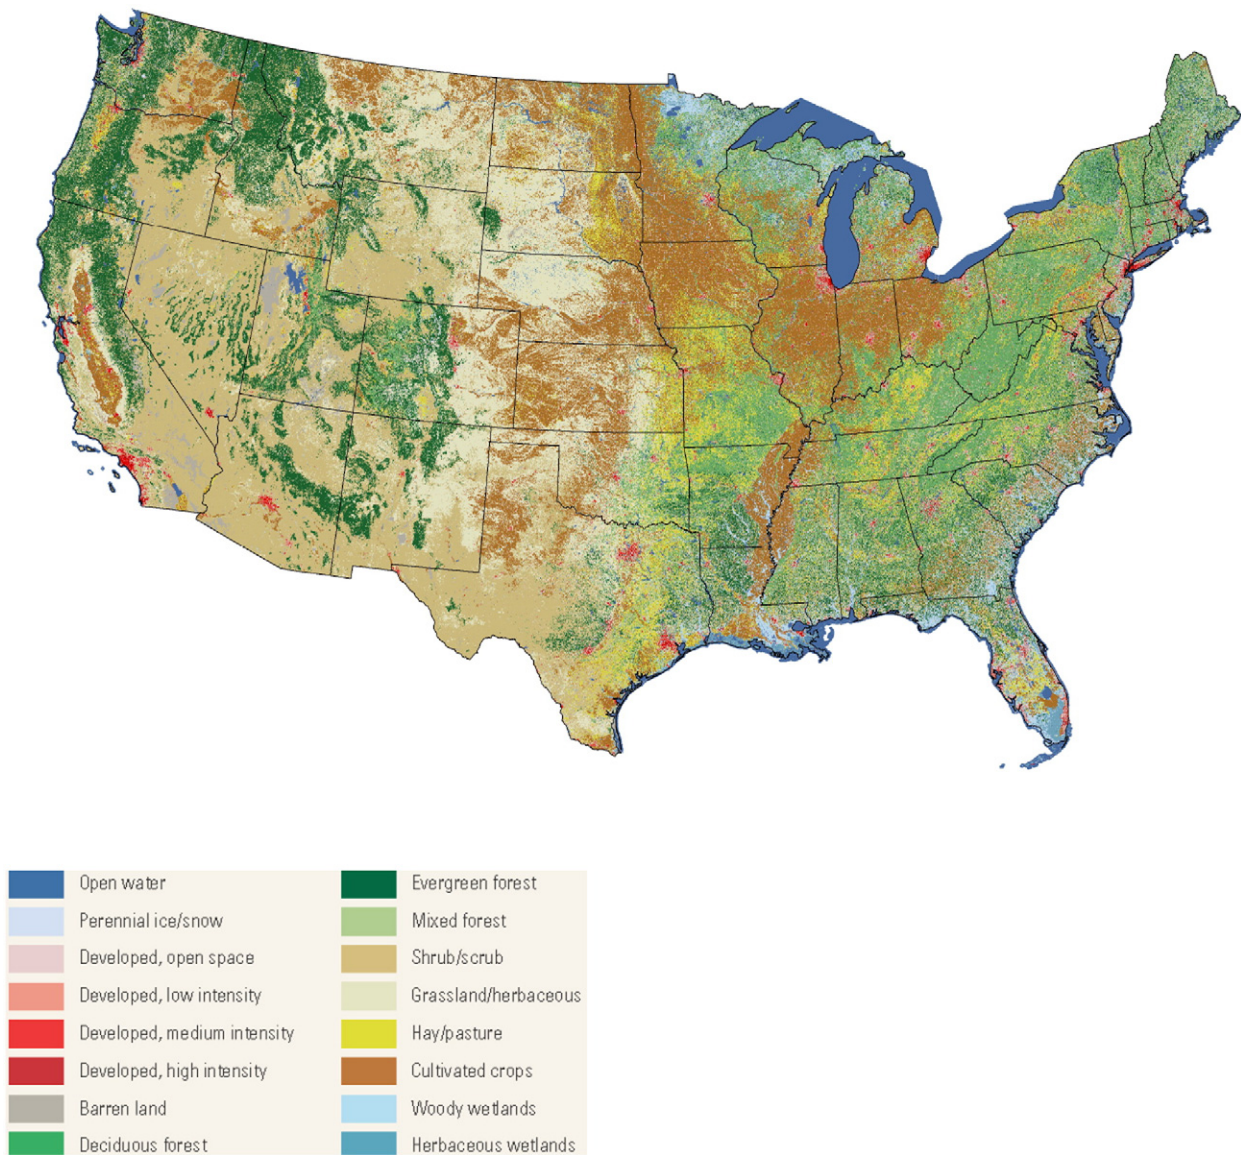 Open water
Perennial ice/snow
Developed, open space
Developed, low intensity
Developed, medium intensity
Developed, high intensity
Barren land
Deciduous forest
Evergreen forest
Mixed forest
Shrub/scrub
Grassland/herbaceous
Hay/pasture
Cultivated crops
Woody wetlands
Herbaceous wetlands